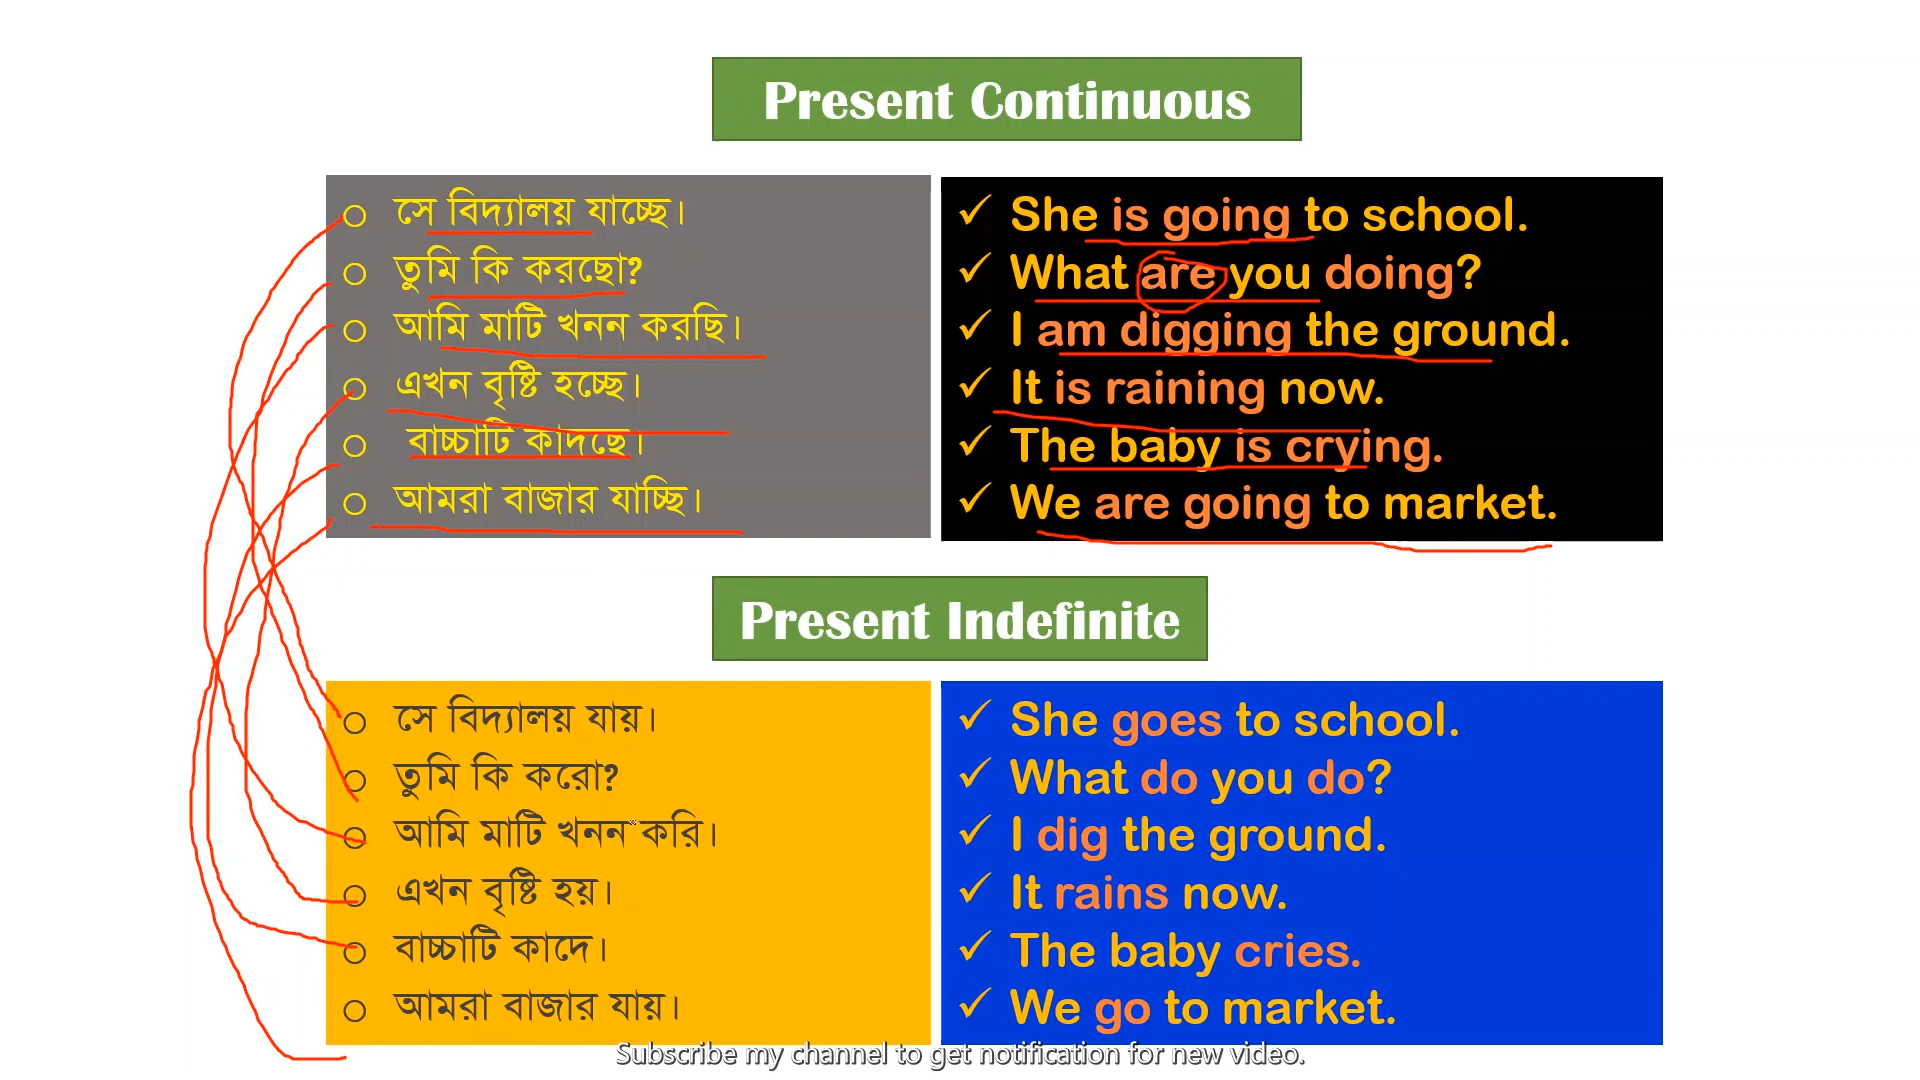 Present Continuous
সে বিদ্যালয় যাচ্ছে।
তুমি কি করছো?
আমি মাটি খনন করছি।
এখন বৃষ্টি হচ্ছে।
বাচ্চাটি কাদছে।
আমরা বাজার যাচ্ছি।
She is going to school.
What are you doing?
I am digging the ground.
It is raining now.
The baby is crying.
We are going to market.
Present Indefinite
সে বিদ্যালয় যায়।
তুমি কি করো?
আমি মাটি খনন করি।
এখন বৃষ্টি হয়।
বাচ্চাটি কাদে।
আমরা বাজার যায়।
She goes to school.
What do you do?
I dig the ground.
It rains now.
The baby cries.
We go to market.
Subscribe my channel to get notification for new video.